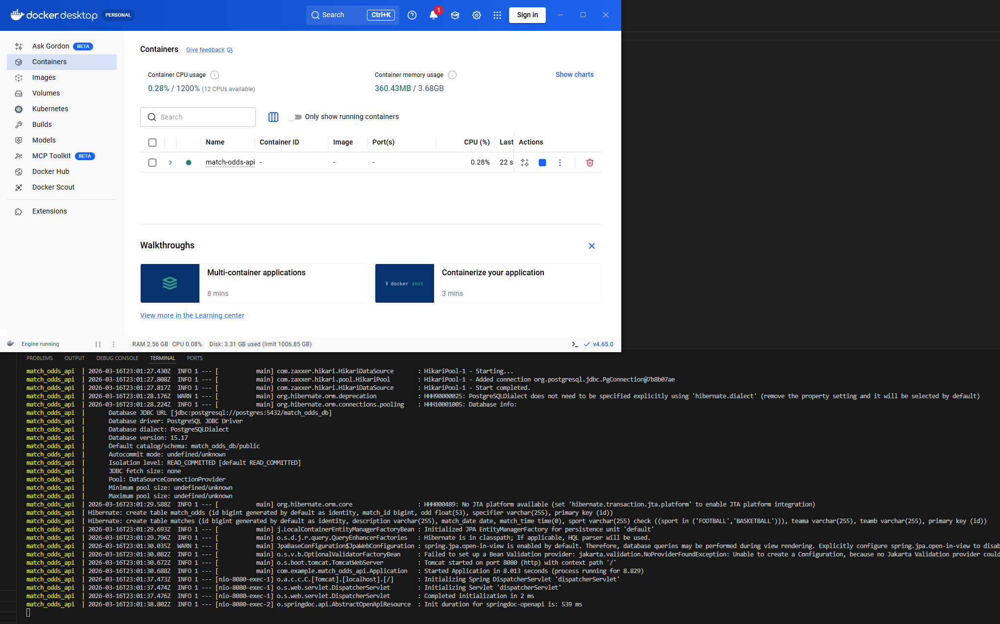 docker.desktop PERSONAL
Search Ctrl+K
1
Sign in
Ask Gordon BETA
Containers
Images
Volumes
Kubernetes
Builds
Models
MCP Toolkit BETA
Docker Hub
Docker Scout
Extensions
Containers Give feedback
Container CPU usage
0.28% / 1200% (12 CPUs available)
Container memory usage
360.43MB / 3.68GB
Show charts
Search
Only show running containers
Name Container ID Image Port(s) CPU (%) Last Actions
match-odds-api - - - 0.28% 22 s
Walkthroughs
Multi-container applications
8 mins
$ docker init
Containerize your application
3 mins
View more in the Learning center
Engine running
RAM 2.56 GB CPU 0.08% Disk: 3.31 GB used (limit 1006.85 GB)
v4.65.0
PROBLEMS OUTPUT DEBUG CONSOLE TERMINAL PORTS
match_odds_api | 2026-03-16T23:01:27.430Z INFO 1 --- [ main] com.zaxxer.hikari.HikariDataSource : HikariPool-1 - Starting...
match_odds_api | 2026-03-16T23:01:27.808Z INFO 1 --- [ main] com.zaxxer.hikari.pool.HikariPool : HikariPool-1 - Added connection org.postgresql.jdbc.PgConnection@7b8b07ae
match_odds_api | 2026-03-16T23:01:27.817Z INFO 1 --- [ main] com.zaxxer.hikari.HikariDataSource : HikariPool-1 - Start completed.
match_odds_api | 2026-03-16T23:01:28.176Z WARN 1 --- [ main] org.hibernate.orm.deprecation : HHH90000025: PostgreSQLDialect does not need to be specified explicitly using 'hibernate.dialect' (remove the property setting and it will be selected by default)
match_odds_api | 2026-03-16T23:01:28.224Z INFO 1 --- [ main] org.hibernate.orm.connections.pooling : HHH10001005: Database info:
match_odds_api | Database JDBC URL [jdbc:postgresql://postgres:5432/match_odds_db]
match_odds_api | Database driver: PostgreSQL JDBC Driver
match_odds_api | Database dialect: PostgreSQLDialect
match_odds_api | Database version: 15.17
match_odds_api | Default catalog/schema: match_odds_db/public
match_odds_api | Autocommit mode: undefined/unknown
match_odds_api | Isolation level: READ_COMMITTED [default READ_COMMITTED]
match_odds_api | JDBC fetch size: none
match_odds_api | Pool: DataSourceConnectionProvider
match_odds_api | Minimum pool size: undefined/unknown
match_odds_api | Maximum pool size: undefined/unknown
match_odds_api | 2026-03-16T23:01:29.588Z INFO 1 --- [ main] org.hibernate.orm.core : HHH000489: No JTA platform available (set 'hibernate.transaction.jta.platform' to enable JTA platform integration)
match_odds_api | Hibernate: create table match_odds (id bigint generated by default as identity, match_id bigint, odd float(53), specifier varchar(255), primary key (id))
match_odds_api | Hibernate: create table matches (id bigint generated by default as identity, description varchar(255), match_date date, match_time time(0), sport varchar(255) check ((sport in ('FOOTBALL','BASKETBALL'))), teama varchar(255), teamb varchar(255), primary key (id))
match_odds_api | 2026-03-16T23:01:29.693Z INFO 1 --- [ main] j.LocalContainerEntityManagerFactoryBean : Initialized JPA EntityManagerFactory for persistence unit 'default'
match_odds_api | 2026-03-16T23:01:29.796Z INFO 1 --- [ main] o.s.d.j.r.query.QueryEnhancerFactories : Hibernate is in classpath; If applicable, HQL parser will be used.
match_odds_api | 2026-03-16T23:01:30.035Z WARN 1 --- [ main] JpaBaseConfiguration$JpaWebConfiguration : spring.jpa.open-in-view is enabled by default. Therefore, database queries may be performed during view rendering. Explicitly configure spring.jpa.open-in-view to disab
match_odds_api | 2026-03-16T23:01:30.082Z INFO 1 --- [ main] o.s.v.b.OptionalValidatorFactoryBean : Failed to set up a Bean Validation provider: jakarta.validation.NoProviderFoundException: Unable to create a Configuration, because no Jakarta Validation provider could
match_odds_api | 2026-03-16T23:01:30.672Z INFO 1 --- [ main] o.s.boot.tomcat.TomcatWebServer : Tomcat started on port 8080 (http) with context path '/'
match_odds_api | 2026-03-16T23:01:30.688Z INFO 1 --- [ main] com.example.match_odds_api.Application : Started Application in 8.013 seconds (process running for 8.829)
match_odds_api | 2026-03-16T23:01:37.473Z INFO 1 --- [nio-8080-exec-1] o.a.c.c.C.[Tomcat].[localhost].[/] : Initializing Spring DispatcherServlet 'dispatcherServlet'
match_odds_api | 2026-03-16T23:01:37.474Z INFO 1 --- [nio-8080-exec-1] o.s.web.servlet.DispatcherServlet : Initializing Servlet 'dispatcherServlet'
match_odds_api | 2026-03-16T23:01:37.476Z INFO 1 --- [nio-8080-exec-1] o.s.web.servlet.DispatcherServlet : Completed initialization in 2 ms
match_odds_api | 2026-03-16T23:01:38.802Z INFO 1 --- [nio-8080-exec-2] o.springdoc.api.AbstractOpenApiResource : Init duration for springdoc-openapi is: 539 ms